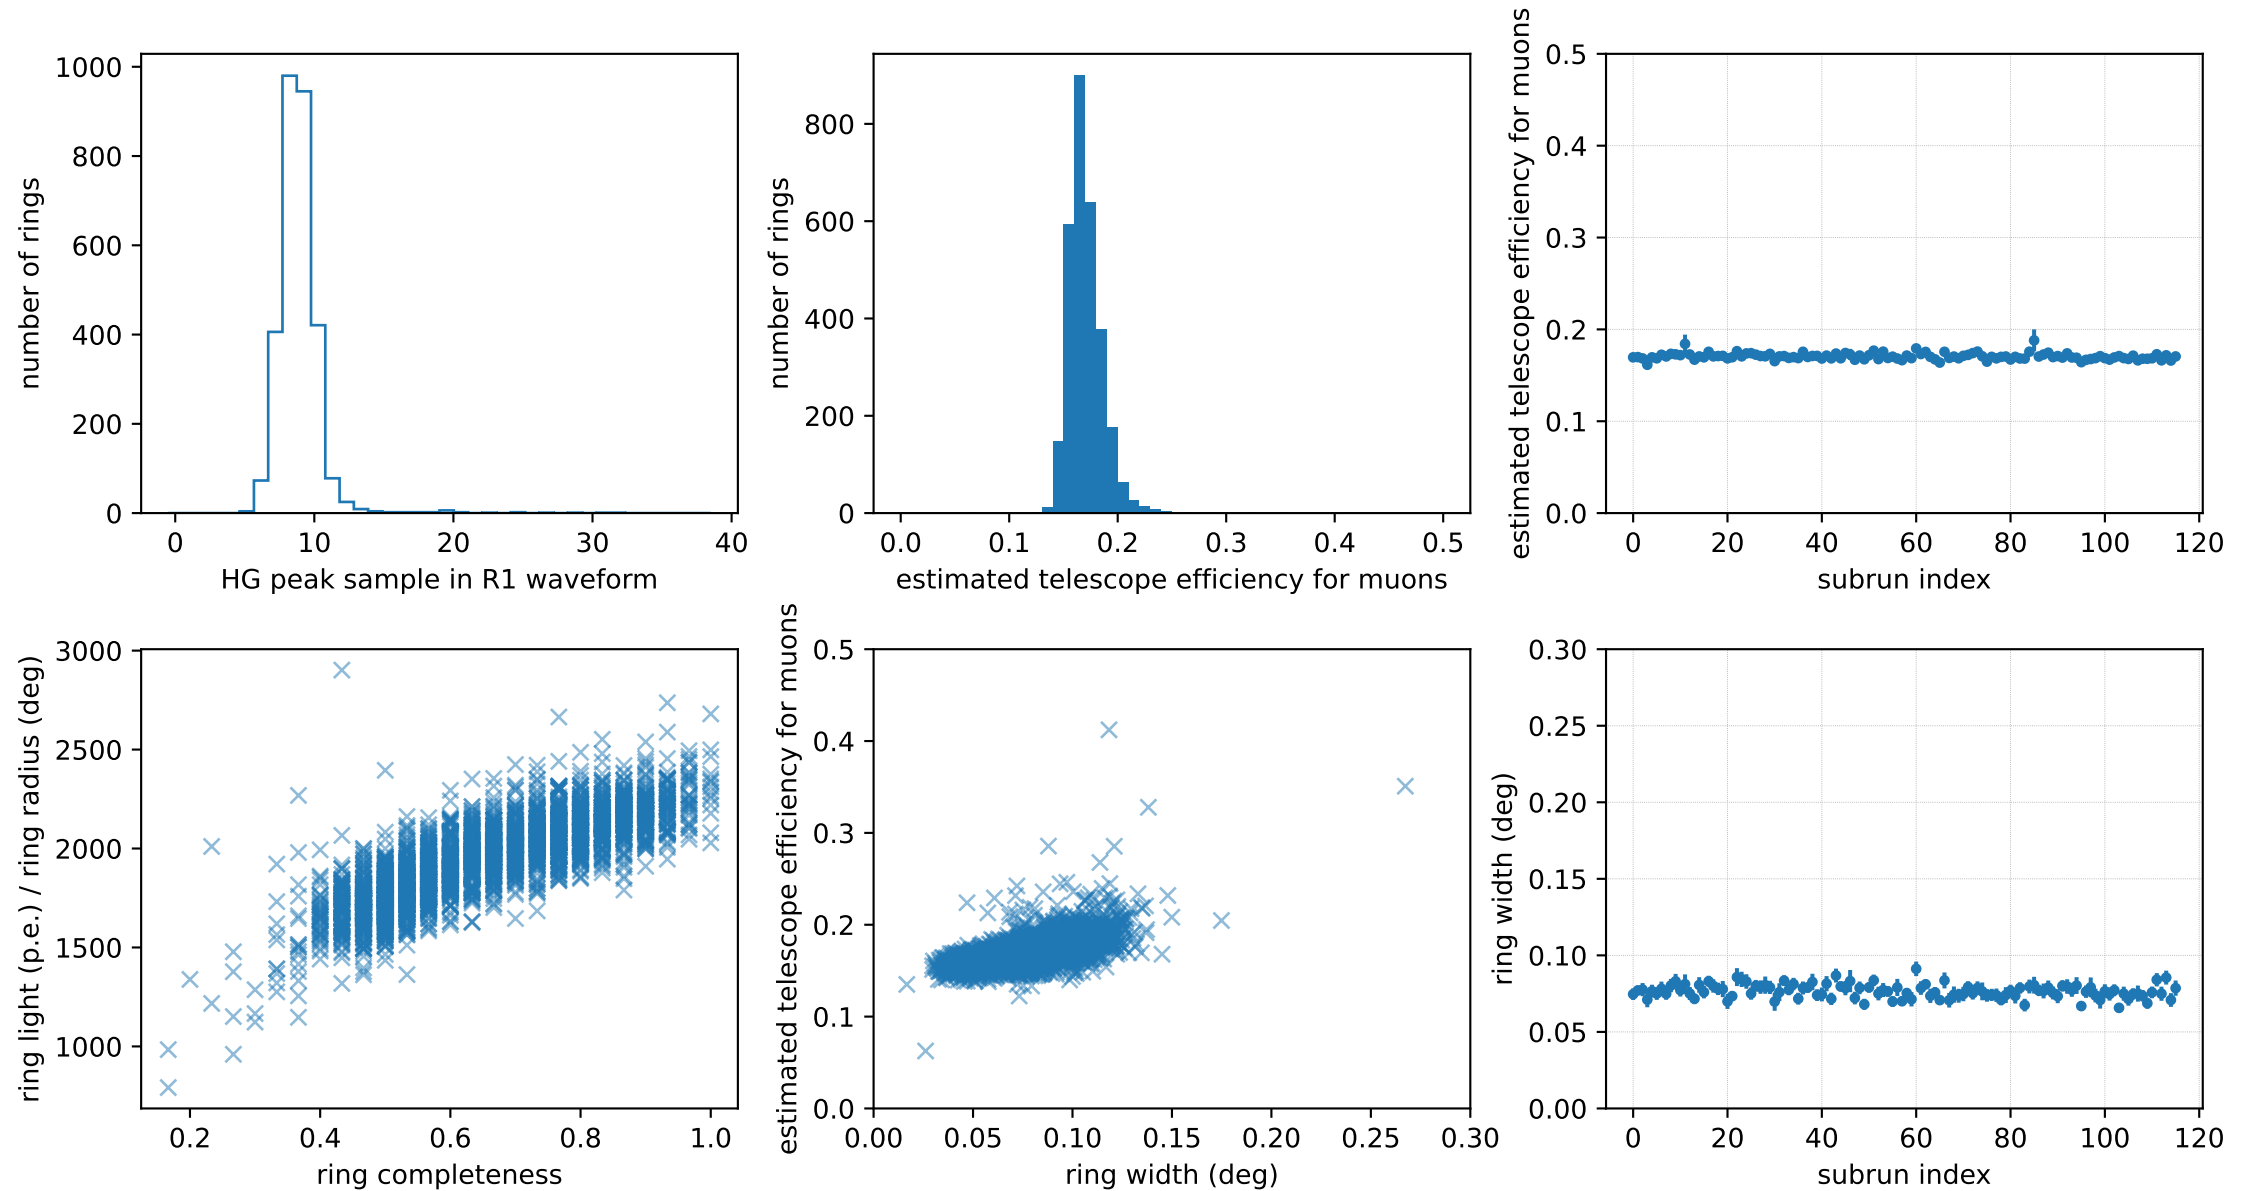 1000
800
600
400
200
0
number of rings
0 10 20 30 40
HG peak sample in R1 waveform
800
600
400
200
0
number of rings
0.0 0.1 0.2 0.3 0.4 0.5
estimated telescope efficiency for muons
0.5
0.4
0.3
0.2
0.1
0.0
estimated telescope efficiency for muons
0 20 40 60 80 100 120
subrun index
3000
2500
2000
1500
1000
ring light (p.e.) / ring radius (deg)
0.2 0.4 0.6 0.8 1.0
ring completeness
0.5
0.4
0.3
0.2
0.1
0.0
estimated telescope efficiency for muons
0.00 0.05 0.10 0.15 0.20 0.25 0.30
ring width (deg)
0.30
0.25
0.20
0.15
0.10
0.05
0.00
ring width (deg)
0 20 40 60 80 100 120
subrun index